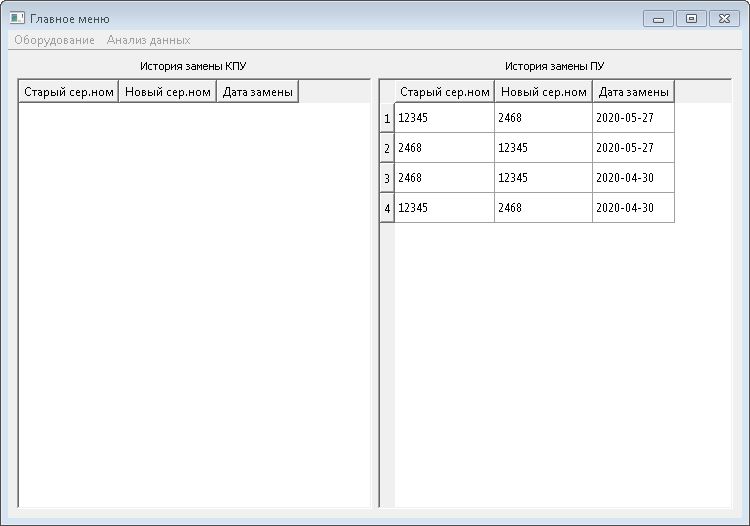 Главное меню
Оборудование Анализ данных
История замены КПУ
Старый сер.ном Новый сер.ном Дата замены
История замены ПУ
Старый сер.ном Новый сер.ном Дата замены
1 12345 2468 2020-05-27
2 2468 12345 2020-05-27
3 2468 12345 2020-04-30
4 12345 2468 2020-04-30